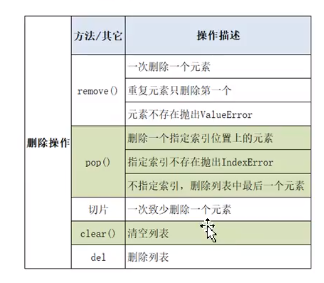 方法/其它 操作描述
删除操作
remove()
一次删除一个元素
重复元素只删除第一个
元素不存在抛出ValueError
pop()
删除一个指定索引位置上的元素
指定索引不存在抛出IndexError
不指定索引，删除列表中最后一个元素
切片 一次致少删除一个元素
clear() 清空列表
del 删除列表